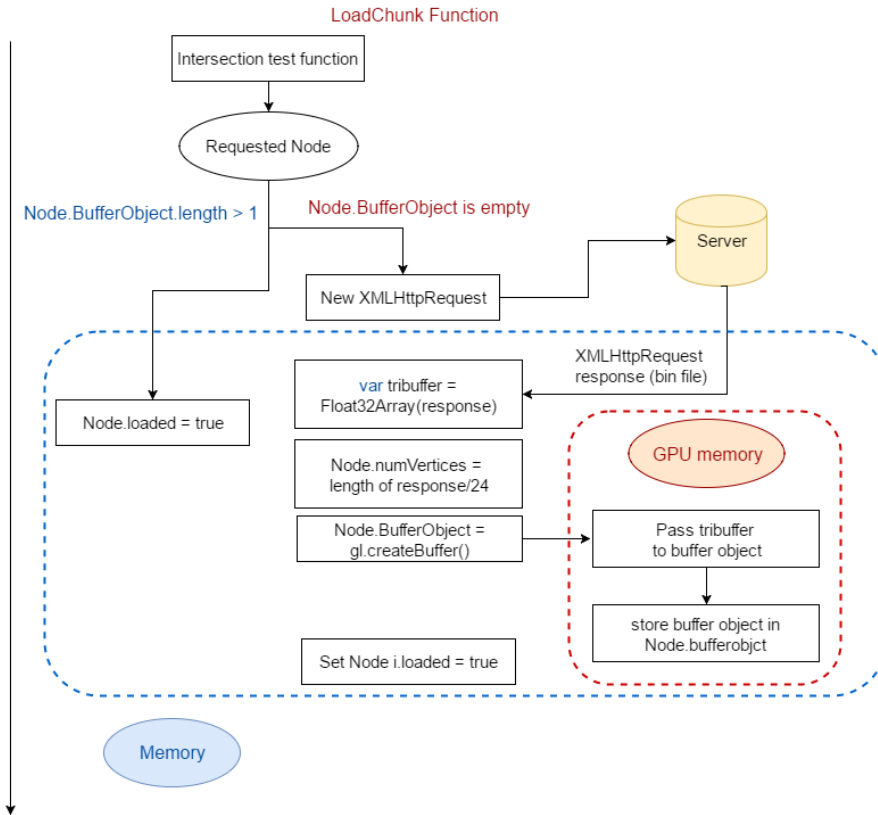 LoadChunk Function
Intersection test function
Requested Node
Node.BufferObject.length > 1
Node.BufferObject is empty
Server
New XMLHttpRequest
XMLHttpRequest
response (bin file)
var tribuffer =
Float32Array(response)
Node.loaded = true
GPU memory
Node.numVertices =
length of response/24
Node.BufferObject =
gl.createBuffer()
Pass tribuffer
to buffer object
store buffer object in
Node.bufferobjct
Set Node i.loaded = true
Memory